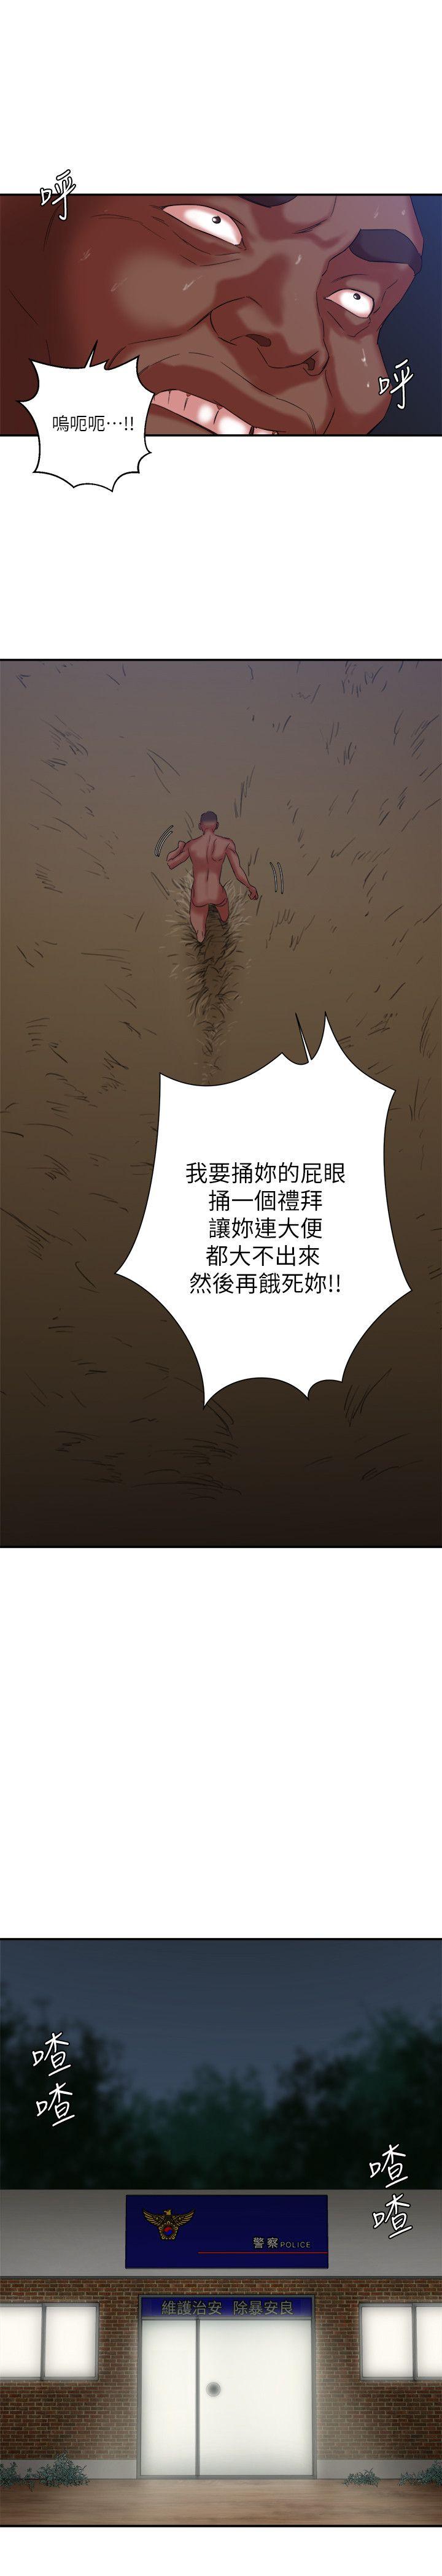 呼
呼
嗚呃呃…!!
我要捅妳的屁眼
捅一個禮拜
讓妳連大便
都大不出來
然後再餓死妳!!
喳
喳
喳
喳
警察 POLICE
維護治安 除暴安良